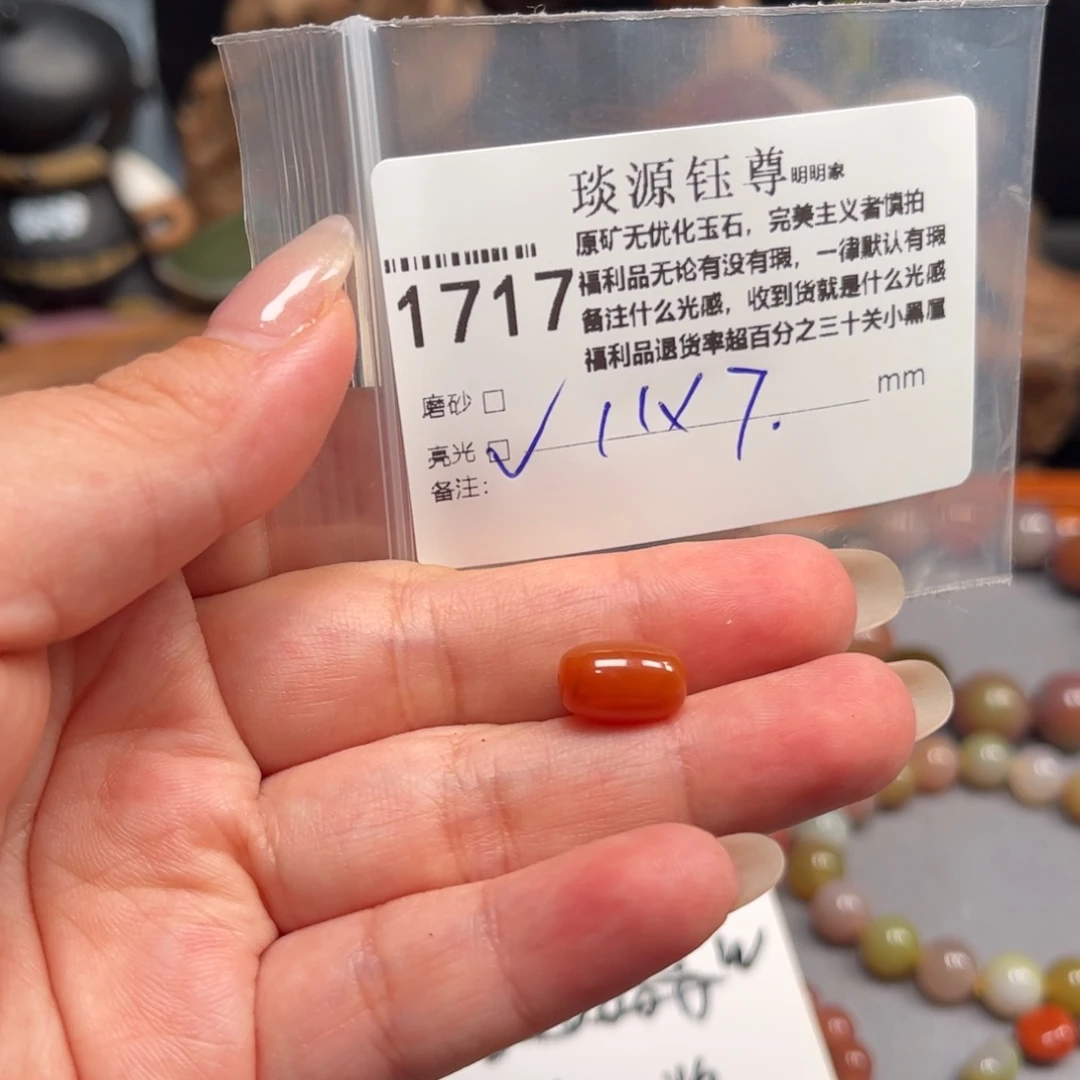 琰源钰尊明明家
原矿无优化玉石，完美主义者慎拍
福利品无论有没有瑕，一律默认有瑕
备注什么光感，收到货就是什么光感
福利品退货率超百分之三十关小黑屋
1717
磨砂 □
11×7. mm
亮光 □✓
备注：
W